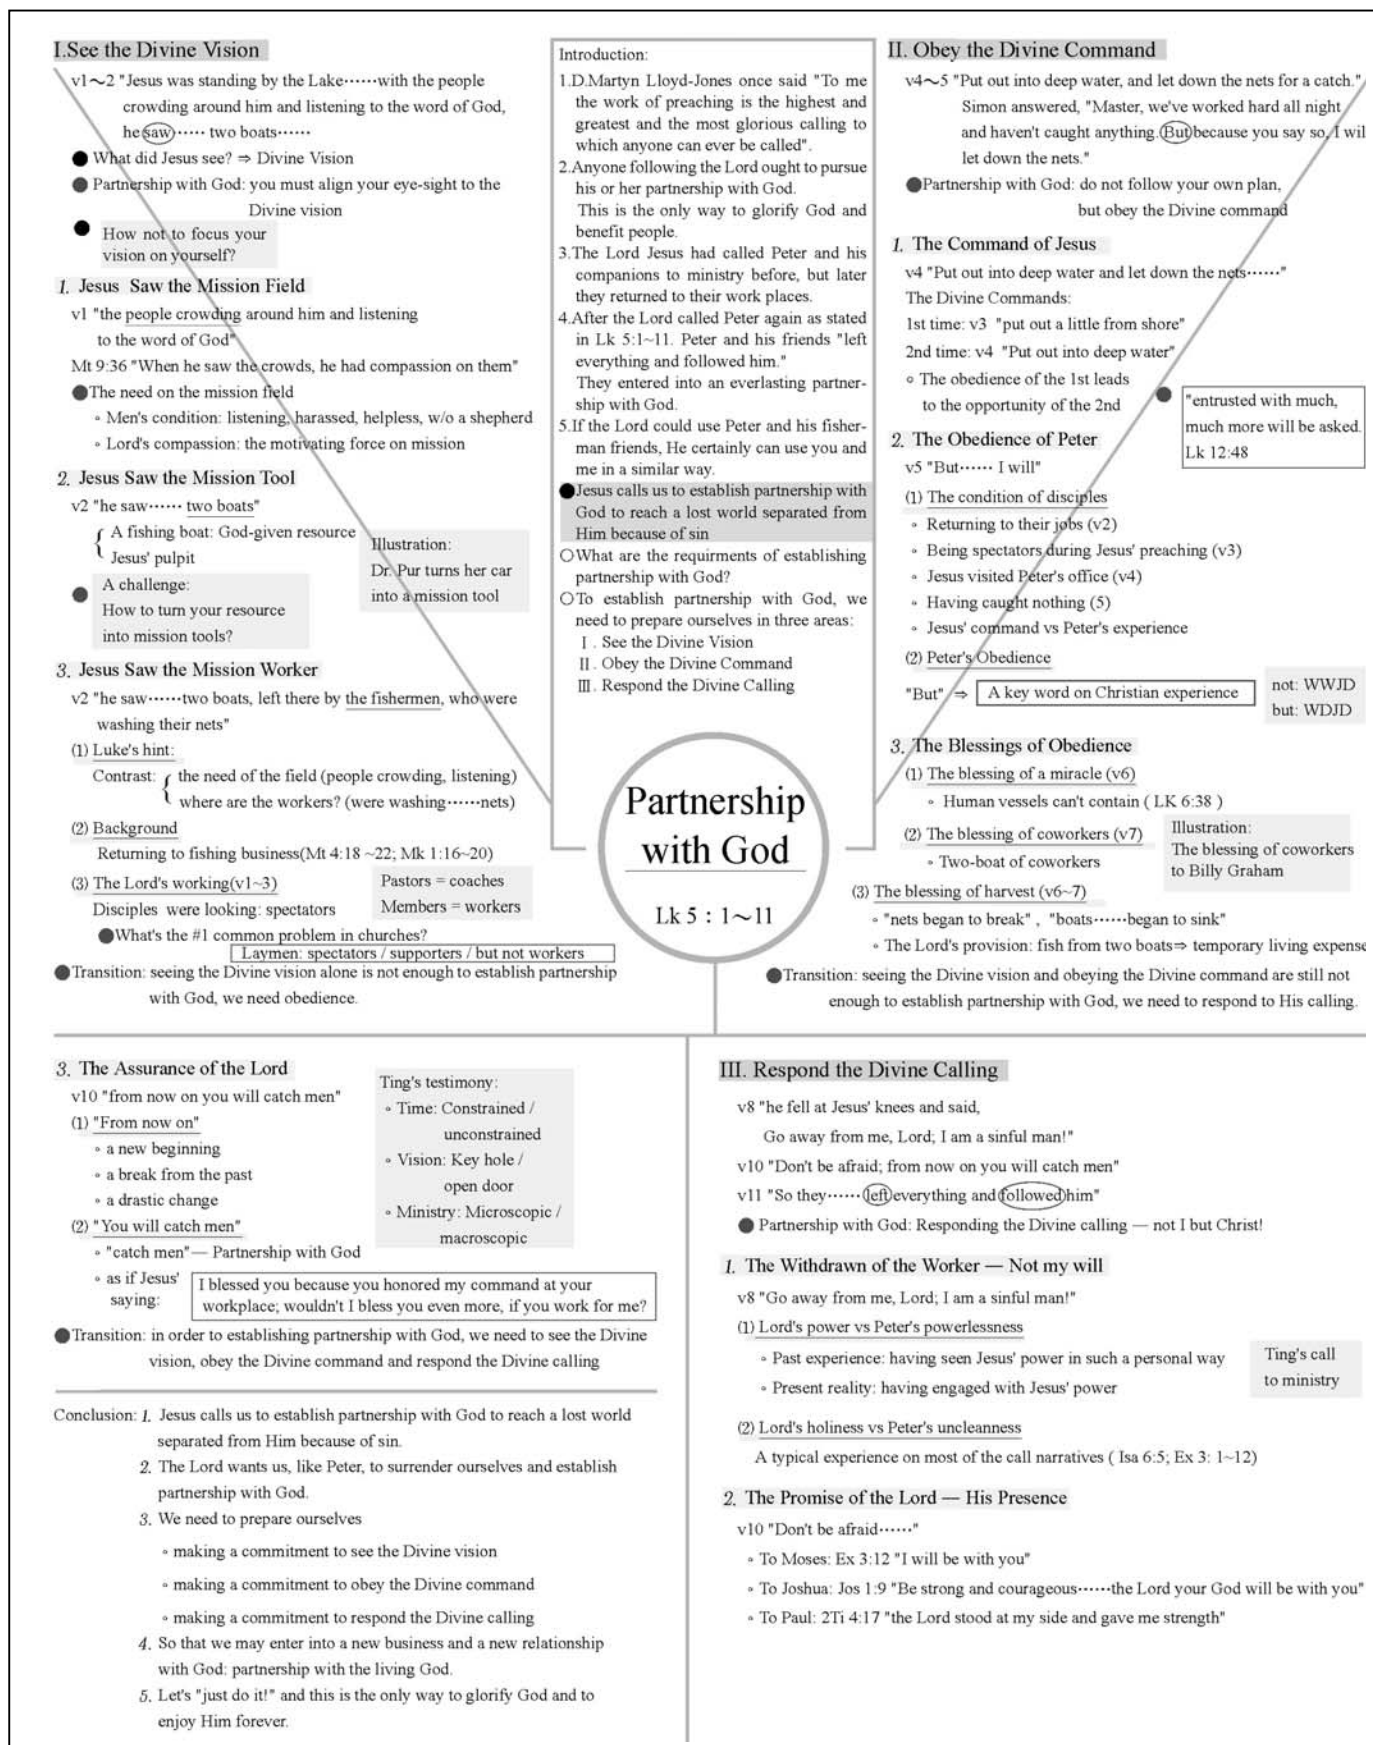 I.See the Divine Vision
v1～2 "Jesus was standing by the Lake······with the people
crowding around him and listening to the word of God,
he saw····· two boats······
● What did Jesus see? ⇒ Divine Vision
● Partnership with God: you must align your eye-sight to the
Divine vision
● How not to focus your
vision on yourself?
1. Jesus Saw the Mission Field
v1 "the people crowding around him and listening
to the word of God"
Mt 9:36 "When he saw the crowds, he had compassion on them"
●The need on the mission field
∘ Men's condition: listening, harassed, helpless, w/o a shepherd
∘ Lord's compassion: the motivating force on mission
2. Jesus Saw the Mission Tool
v2 "he saw······ two boats"
{ A fishing boat: God-given resource
Jesus' pulpit
Illustration:
Dr. Pur turns her car
into a mission tool
● A challenge:
How to turn your resource
into mission tools?
3. Jesus Saw the Mission Worker
v2 "he saw······two boats, left there by the fishermen, who were
washing their nets"
(1) Luke's hint:
Contrast: { the need of the field (people crowding, listening)
where are the workers? (were washing······nets)
(2) Background
Returning to fishing business(Mt 4:18 ~22; Mk 1:16~20)
(3) The Lord's working(v1~3)
Disciples were looking: spectators
Pastors = coaches
Members = workers
●What's the #1 common problem in churches?
Laymen: spectators / supporters / but not workers
●Transition: seeing the Divine vision alone is not enough to establish partnership
with God, we need obedience.
Introduction:
1.D.Martyn Lloyd-Jones once said "To me
the work of preaching is the highest and
greatest and the most glorious calling to
which anyone can ever be called".
2.Anyone following the Lord ought to pursue
his or her partnership with God.
This is the only way to glorify God and
benefit people.
3.The Lord Jesus had called Peter and his
companions to ministry before, but later
they returned to their work places.
4.After the Lord called Peter again as stated
in Lk 5:1~11. Peter and his friends "left
everything and followed him."
They entered into an everlasting partner-
ship with God.
5.If the Lord could use Peter and his fisher-
man friends, He certainly can use you and
me in a similar way.
●Jesus calls us to establish partnership with
God to reach a lost world separated from
Him because of sin
○What are the requirments of establishing
partnership with God?
○To establish partnership with God, we
need to prepare ourselves in three areas:
Ⅰ. See the Divine Vision
Ⅱ. Obey the Divine Command
Ⅲ. Respond the Divine Calling
Partnership
with God
Lk 5 : 1～11
II. Obey the Divine Command
v4～5 "Put out into deep water, and let down the nets for a catch."
Simon answered, "Master, we've worked hard all night
and haven't caught anything. But because you say so, I wil
let down the nets."
●Partnership with God: do not follow your own plan,
but obey the Divine command
1. The Command of Jesus
v4 "Put out into deep water and let down the nets······"
The Divine Commands:
1st time: v3 "put out a little from shore"
2nd time: v4 "Put out into deep water"
∘ The obedience of the 1st leads
to the opportunity of the 2nd
● "entrusted with much,
much more will be asked.
Lk 12:48
2. The Obedience of Peter
v5 "But······ I will"
(1) The condition of disciples
∘ Returning to their jobs (v2)
∘ Being spectators during Jesus' preaching (v3)
∘ Jesus visited Peter's office (v4)
∘ Having caught nothing (5)
∘ Jesus' command vs Peter's experience
(2) Peter's Obedience
"But" ⇒ A key word on Christian experience
not: WWJD
but: WDJD
3. The Blessings of Obedience
(1) The blessing of a miracle (v6)
∘ Human vessels can't contain ( LK 6:38 )
(2) The blessing of coworkers (v7)
∘ Two-boat of coworkers
Illustration:
The blessing of coworkers
to Billy Graham
(3) The blessing of harvest (v6~7)
∘ "nets began to break" , "boats······began to sink"
∘ The Lord's provision: fish from two boats⇒ temporary living expense
●Transition: seeing the Divine vision and obeying the Divine command are still not
enough to establish partnership with God, we need to respond to His calling.
III. Respond the Divine Calling
v8 "he fell at Jesus' knees and said,
Go away from me, Lord; I am a sinful man!"
v10 "Don't be afraid; from now on you will catch men"
v11 "So they······ left everything and followed him"
● Partnership with God: Responding the Divine calling — not I but Christ!
1. The Withdrawn of the Worker — Not my will
v8 "Go away from me, Lord; I am a sinful man!"
(1) Lord's power vs Peter's powerlessness
∘ Past experience: having seen Jesus' power in such a personal way
∘ Present reality: having engaged with Jesus' power
Ting's call
to ministry
(2) Lord's holiness vs Peter's uncleanness
A typical experience on most of the call narratives ( Isa 6:5; Ex 3: 1~12)
2. The Promise of the Lord — His Presence
v10 "Don't be afraid······"
∘ To Moses: Ex 3:12 "I will be with you"
∘ To Joshua: Jos 1:9 "Be strong and courageous······the Lord your God will be with you"
∘ To Paul: 2Ti 4:17 "the Lord stood at my side and gave me strength"
3. The Assurance of the Lord
v10 "from now on you will catch men"
(1) "From now on"
∘ a new beginning
∘ a break from the past
∘ a drastic change
Ting's testimony:
∘ Time: Constrained /
unconstrained
∘ Vision: Key hole /
open door
∘ Ministry: Microscopic /
macroscopic
(2) "You will catch men"
∘ "catch men"— Partnership with God
∘ as if Jesus'
saying:
I blessed you because you honored my command at your
workplace; wouldn't I bless you even more, if you work for me?
●Transition: in order to establishing partnership with God, we need to see the Divine
vision, obey the Divine command and respond the Divine calling
Conclusion: 1. Jesus calls us to establish partnership with God to reach a lost world
separated from Him because of sin.
2. The Lord wants us, like Peter, to surrender ourselves and establish
partnership with God.
3. We need to prepare ourselves
∘ making a commitment to see the Divine vision
∘ making a commitment to obey the Divine command
∘ making a commitment to respond the Divine calling
4. So that we may enter into a new business and a new relationship
with God: partnership with the living God.
5. Let's "just do it!" and this is the only way to glorify God and to
enjoy Him forever.